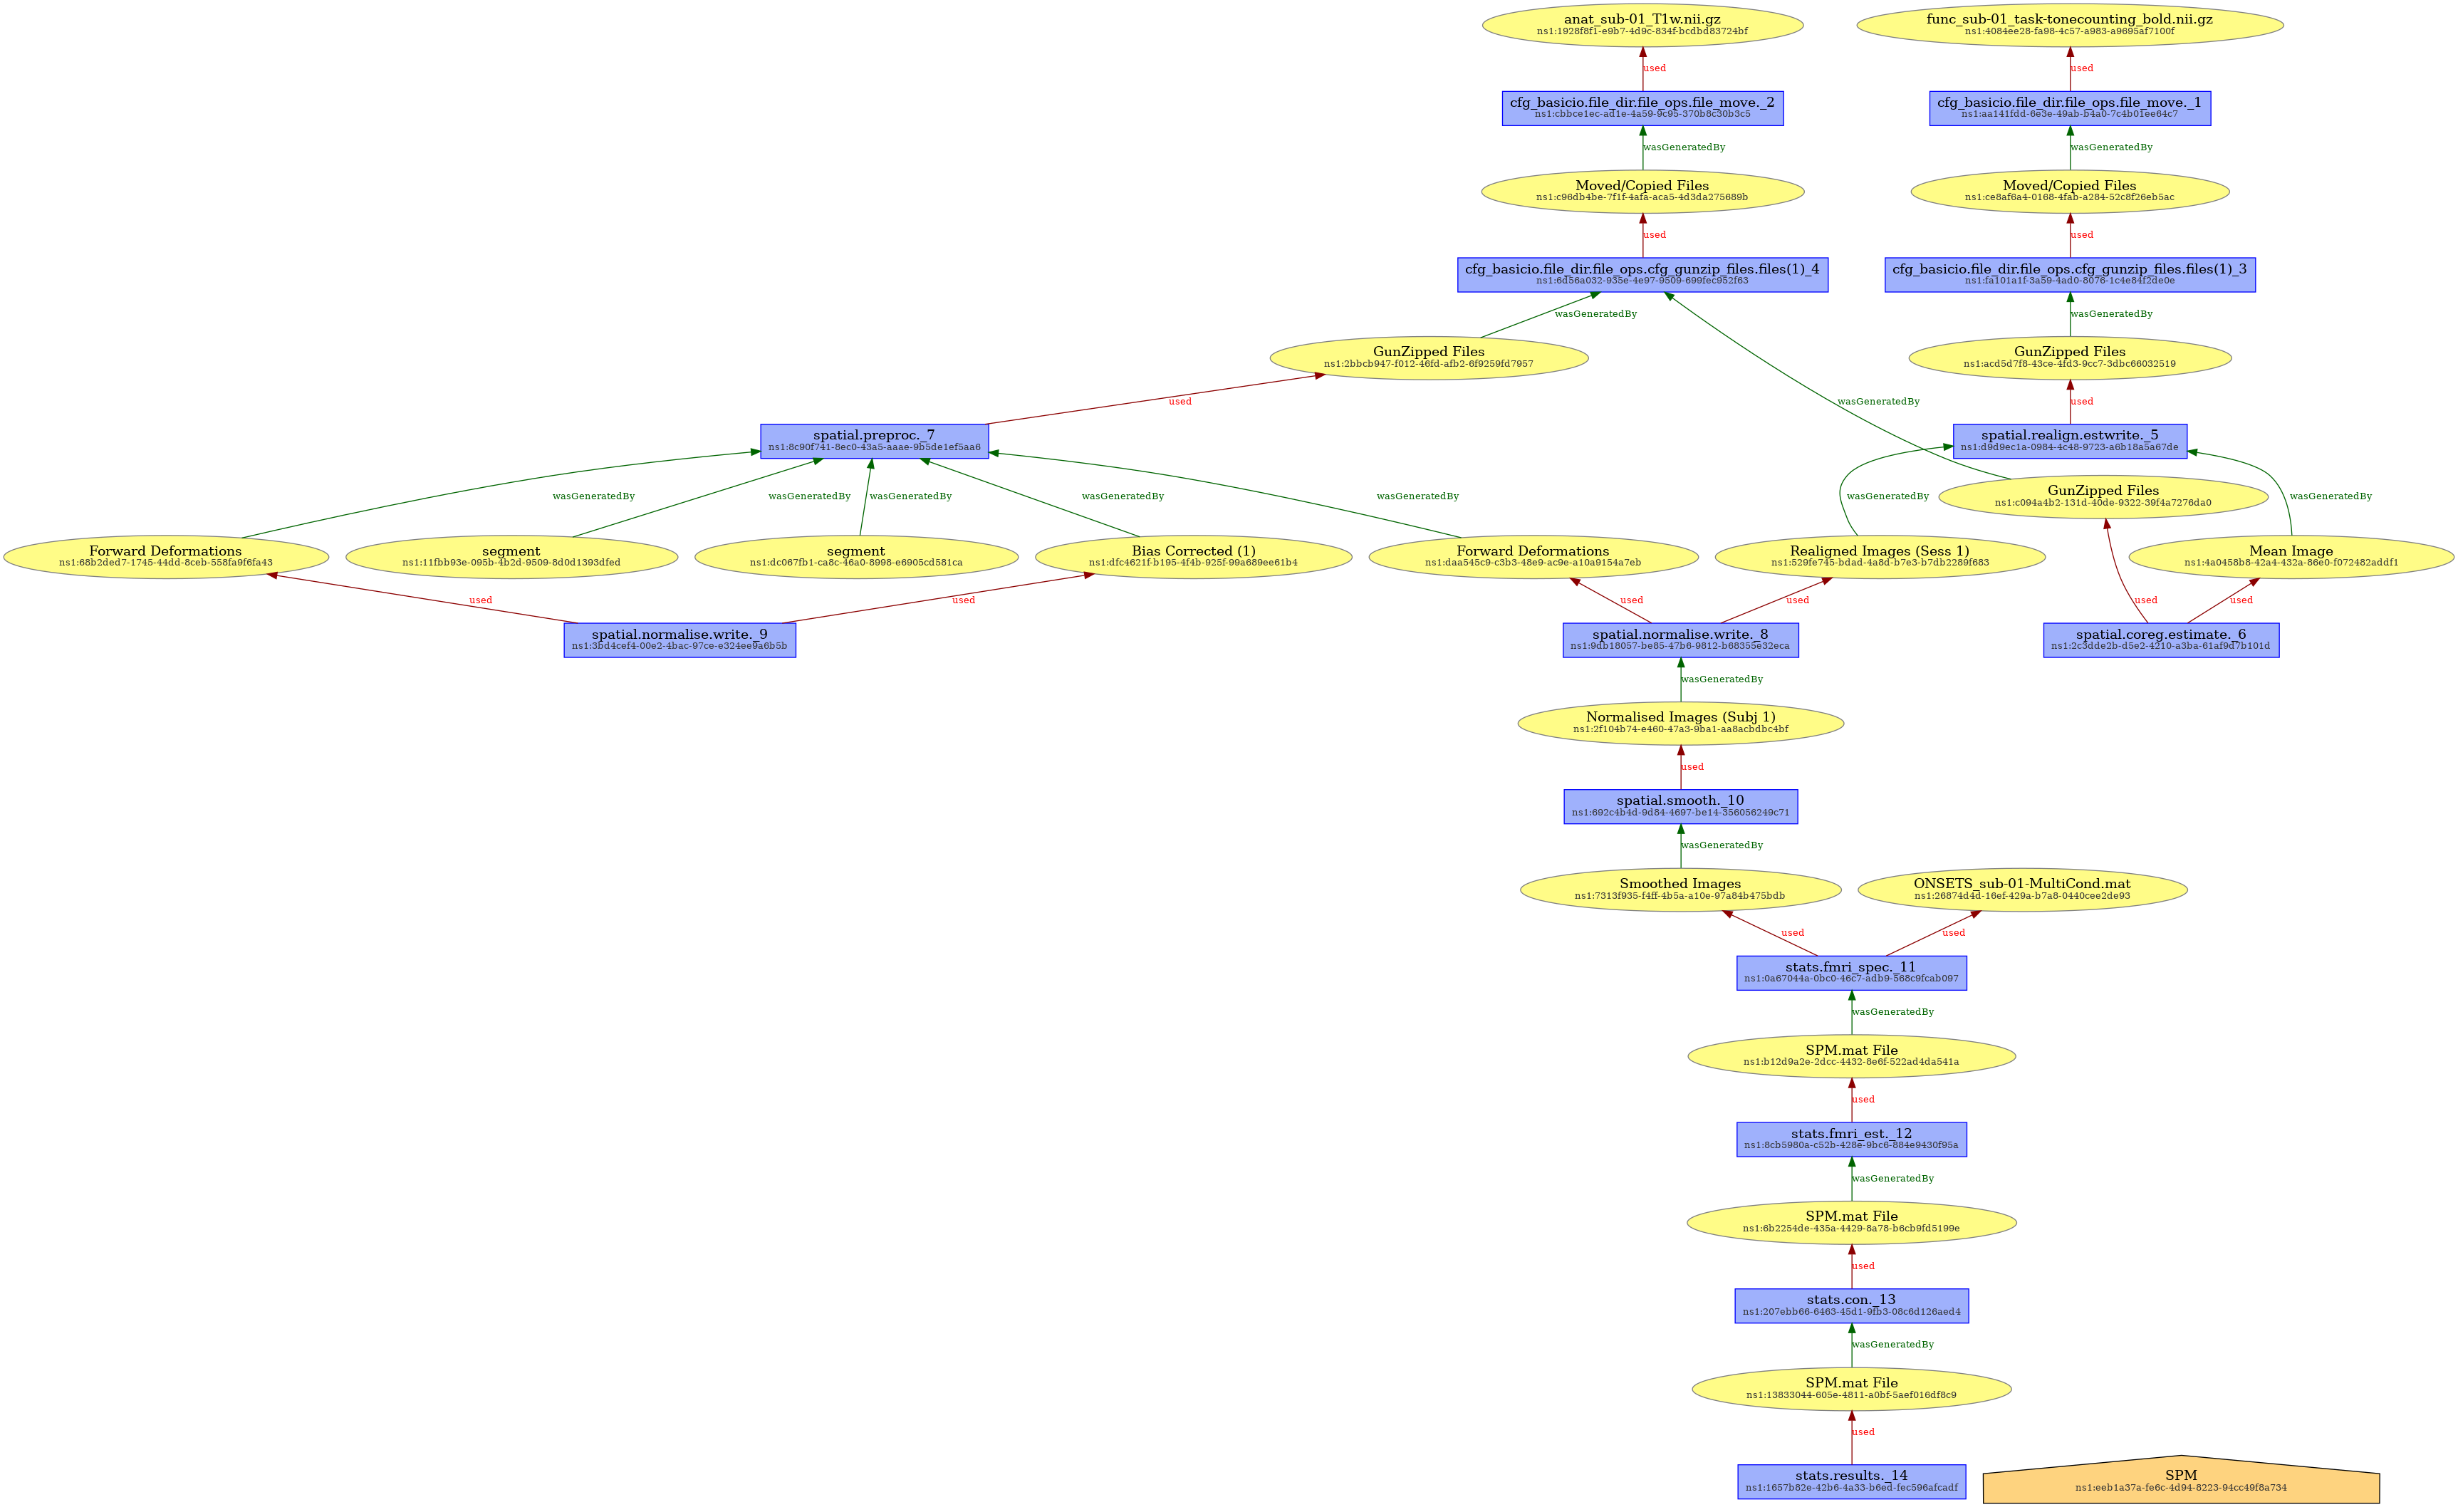 anat_sub-01_T1w.nii.gz
ns1:1928f8f1-e9b7-4d9c-834f-bcdbd83724bf
func_sub-01_task-tonecounting_bold.nii.gz
ns1:4084ee28-fa98-4c57-a983-a9695af7100f
used
used
cfg_basicio.file_dir.file_ops.file_move._2
ns1:cbbce1ec-ad1e-4a59-9c95-370b8c30b3c5
cfg_basicio.file_dir.file_ops.file_move._1
ns1:aa141fdd-6e3e-49ab-b4a0-7c4b01ee64c7
wasGeneratedBy
wasGeneratedBy
Moved/Copied Files
ns1:c96db4be-7f1f-4afa-aca5-4d3da275689b
Moved/Copied Files
ns1:ce8af6a4-0168-4fab-a284-52c8f26eb5ac
used
used
cfg_basicio.file_dir.file_ops.cfg_gunzip_files.files(1)_4
ns1:6d56a032-935e-4e97-9509-699fec952f63
cfg_basicio.file_dir.file_ops.cfg_gunzip_files.files(1)_3
ns1:fa101a1f-3a59-4ad0-8076-1c4e84f2de0e
wasGeneratedBy
wasGeneratedBy
GunZipped Files
ns1:2bbcb947-f012-46fd-afb2-6f9259fd7957
GunZipped Files
ns1:acd5d7f8-43ce-4fd3-9cc7-3dbc66032519
used
wasGeneratedBy
used
spatial.preproc._7
ns1:8c90f741-8ec0-43a5-aaae-9b5de1ef5aa6
spatial.realign.estwrite._5
ns1:d9d9ec1a-0984-4c48-9723-a6b18a5a67de
wasGeneratedBy
wasGeneratedBy
wasGeneratedBy
wasGeneratedBy
wasGeneratedBy
wasGeneratedBy
GunZipped Files
ns1:c094a4b2-131d-40de-9322-39f4a7276da0
wasGeneratedBy
Forward Deformations
ns1:68b2ded7-1745-44dd-8ceb-558fa9f6fa43
segment
ns1:11fbb93e-095b-4b2d-9509-8d0d1393dfed
segment
ns1:dc067fb1-ca8c-46a0-8998-e6905cd581ca
Bias Corrected (1)
ns1:dfc4621f-b195-4f4b-925f-99a689ee61b4
Forward Deformations
ns1:daa545c9-c3b3-48e9-ac9e-a10a9154a7eb
Realigned Images (Sess 1)
ns1:529fe745-bdad-4a8d-b7e3-b7db2289f683
Mean Image
ns1:4a0458b8-42a4-432a-86e0-f072482addf1
used
used
used
used
used
used
spatial.normalise.write._9
ns1:3bd4cef4-00e2-4bac-97ce-e324ee9a6b5b
spatial.normalise.write._8
ns1:9db18057-be85-47b6-9812-b68355e32eca
spatial.coreg.estimate._6
ns1:2c3dde2b-d5e2-4210-a3ba-61af9d7b101d
wasGeneratedBy
Normalised Images (Subj 1)
ns1:2f104b74-e460-47a3-9ba1-aa8acbdbc4bf
used
spatial.smooth._10
ns1:692c4b4d-9d84-4697-be14-356056249c71
wasGeneratedBy
Smoothed Images
ns1:7313f935-f4ff-4b5a-a10e-97a84b475bdb
ONSETS_sub-01-MultiCond.mat
ns1:26874d4d-16ef-429a-b7a8-0440cee2de93
used
used
stats.fmri_spec._11
ns1:0a67044a-0bc0-46c7-adb9-568c9fcab097
wasGeneratedBy
SPM.mat File
ns1:b12d9a2e-2dcc-4432-8e6f-522ad4da541a
used
stats.fmri_est._12
ns1:8cb5980a-c52b-428e-9bc6-884e9430f95a
wasGeneratedBy
SPM.mat File
ns1:6b2254de-435a-4429-8a78-b6cb9fd5199e
used
stats.con._13
ns1:207ebb66-6463-45d1-9fb3-08c6d126aed4
wasGeneratedBy
SPM.mat File
ns1:13833044-605e-4811-a0bf-5aef016df8c9
used
stats.results._14
ns1:1657b82e-42b6-4a33-b6ed-fec596afcadf
SPM
ns1:eeb1a37a-fe6c-4d94-8223-94cc49f8a734